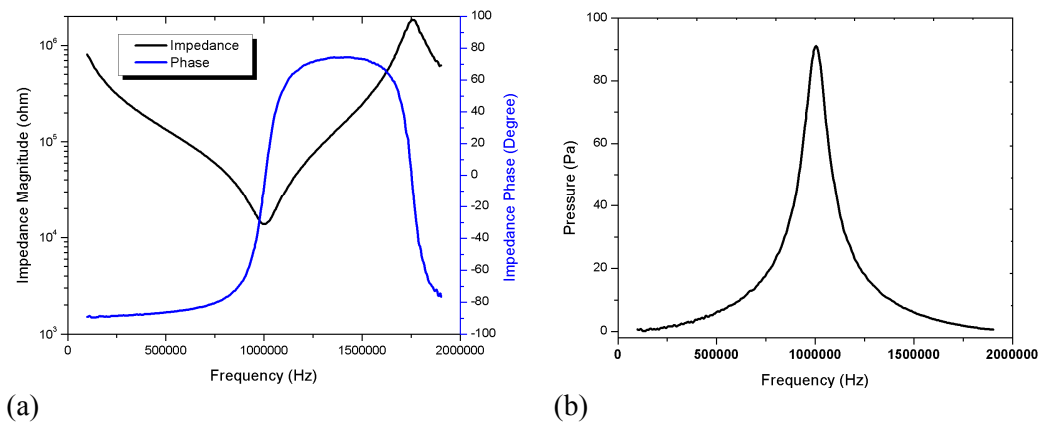 Impedance
Phase
Impedance Magnitude (ohm)
10^6
10^5
10^4
10^3
100
80
60
40
20
0
-20
-40
-60
-80
-100
Impedance Phase (Degree)
0 500000 1000000 1500000 2000000
Frequency (Hz)
(a)
Pressure (Pa)
100
80
60
40
20
0
0 500000 1000000 1500000 2000000
Frequency (Hz)
(b)